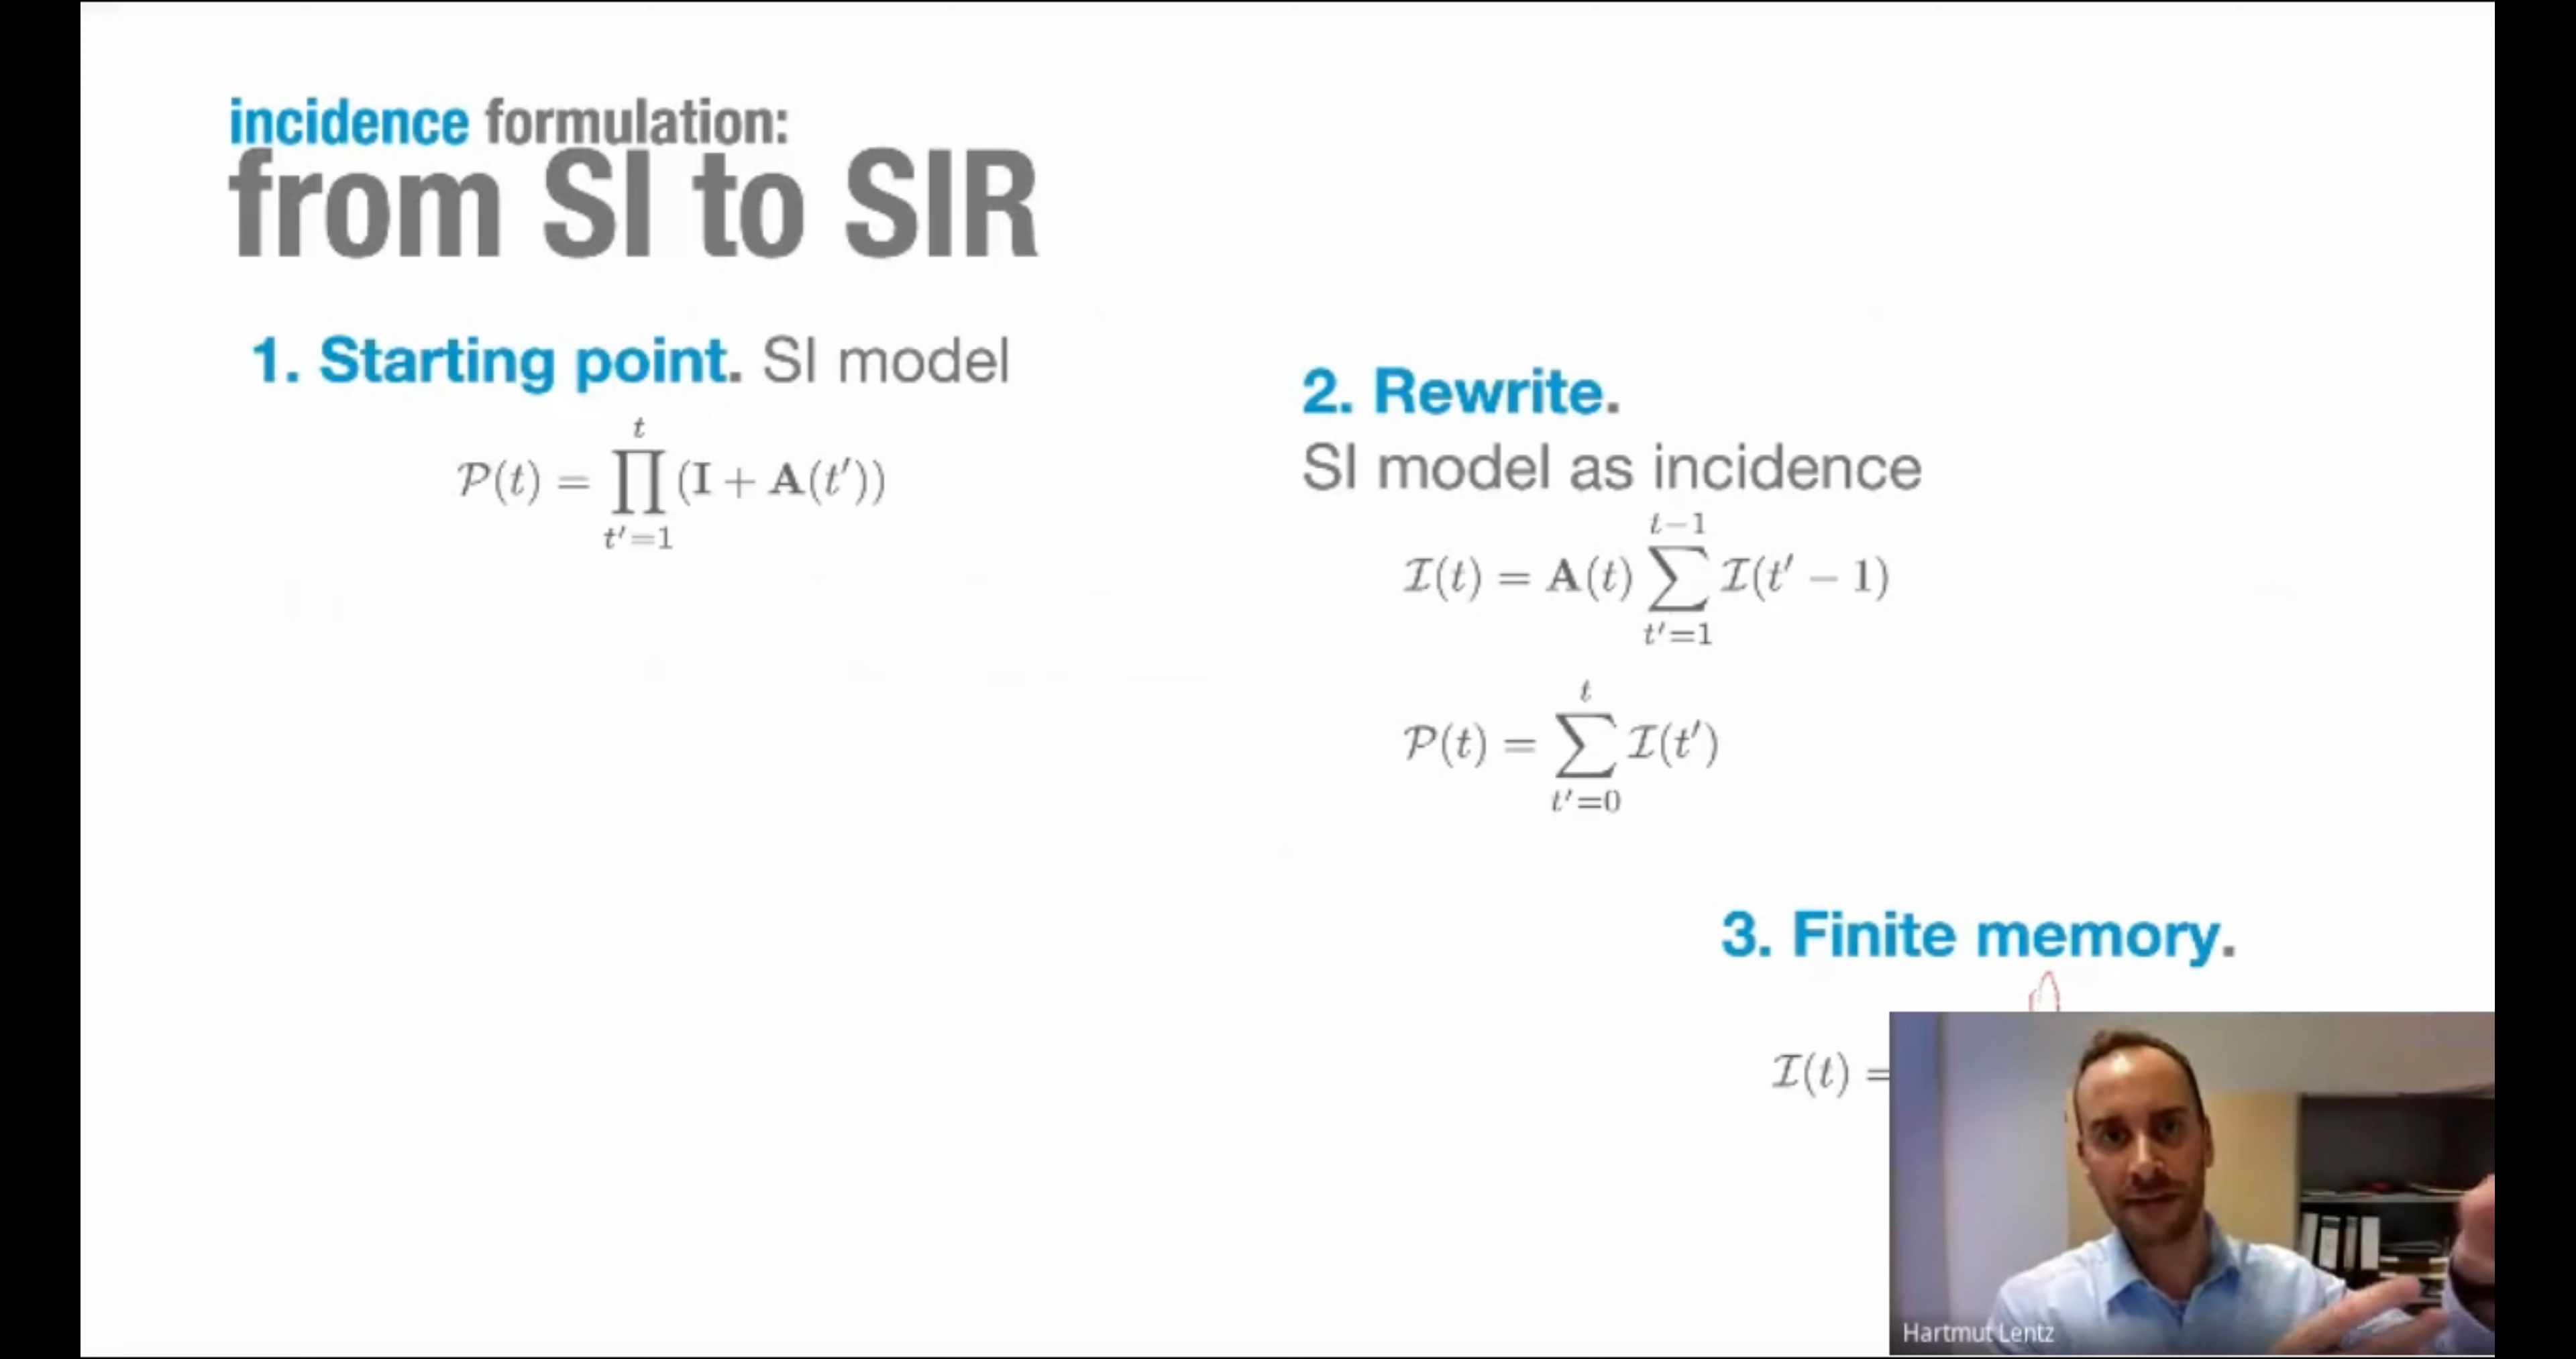 incidence formulation:
from SI to SIR
1. Starting point. SI model
𝒫(t) = ∏_{t′=1}^{t} (I + A(t′))
2. Rewrite.
SI model as incidence
ℐ(t) = A(t) ∑_{t′=1}^{t−1} ℐ(t′ − 1)
𝒫(t) = ∑_{t′=0}^{t} ℐ(t′)
3. Finite memory.
ℐ(t) =
Hartmut Lentz